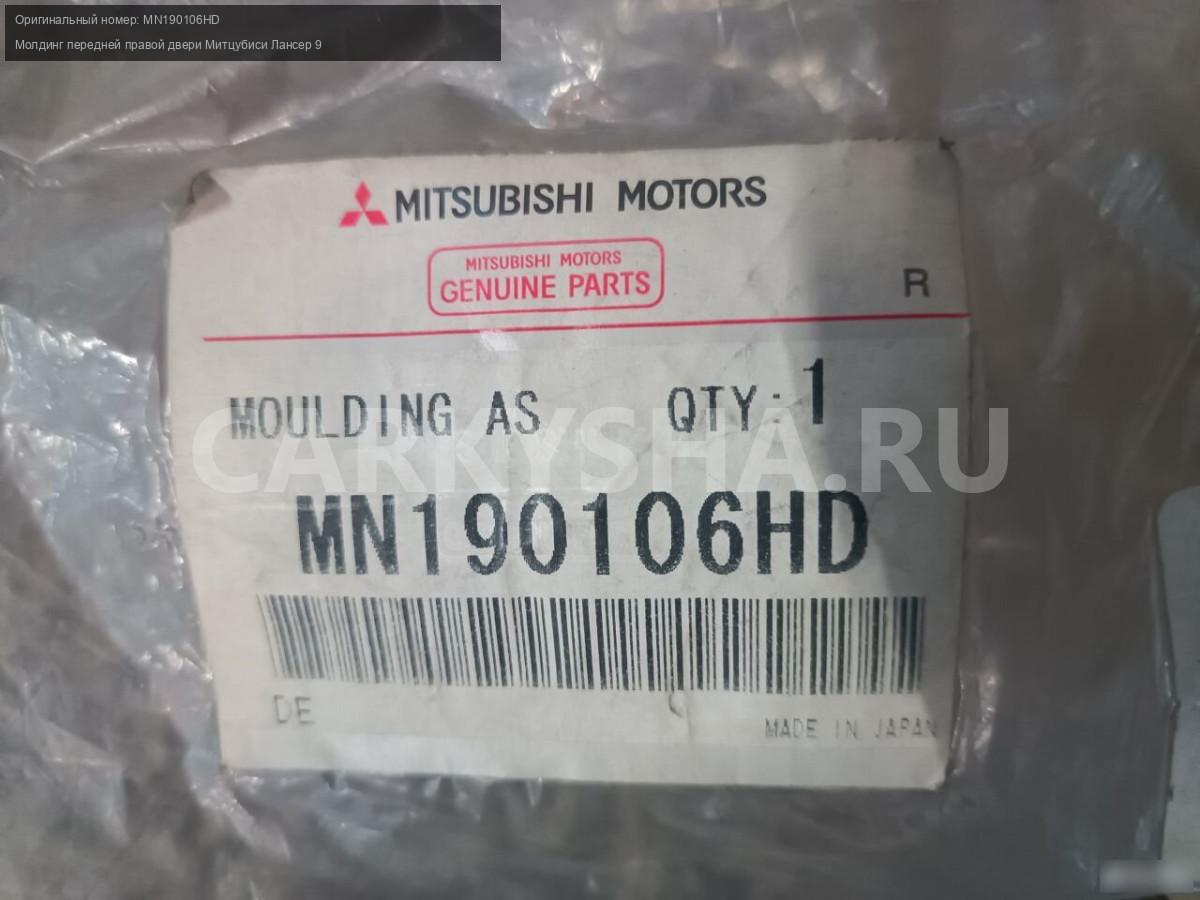 Оригинальный номер: MN190106HD
Молдинг передней правой двери Митцубиси Лансер 9
MITSUBISHI MOTORS
MITSUBISHI MOTORS
GENUINE PARTS
R
MOULDING AS QTY: 1
CARKYSHA.RU
MN190106HD
DE
MADE IN JAPAN